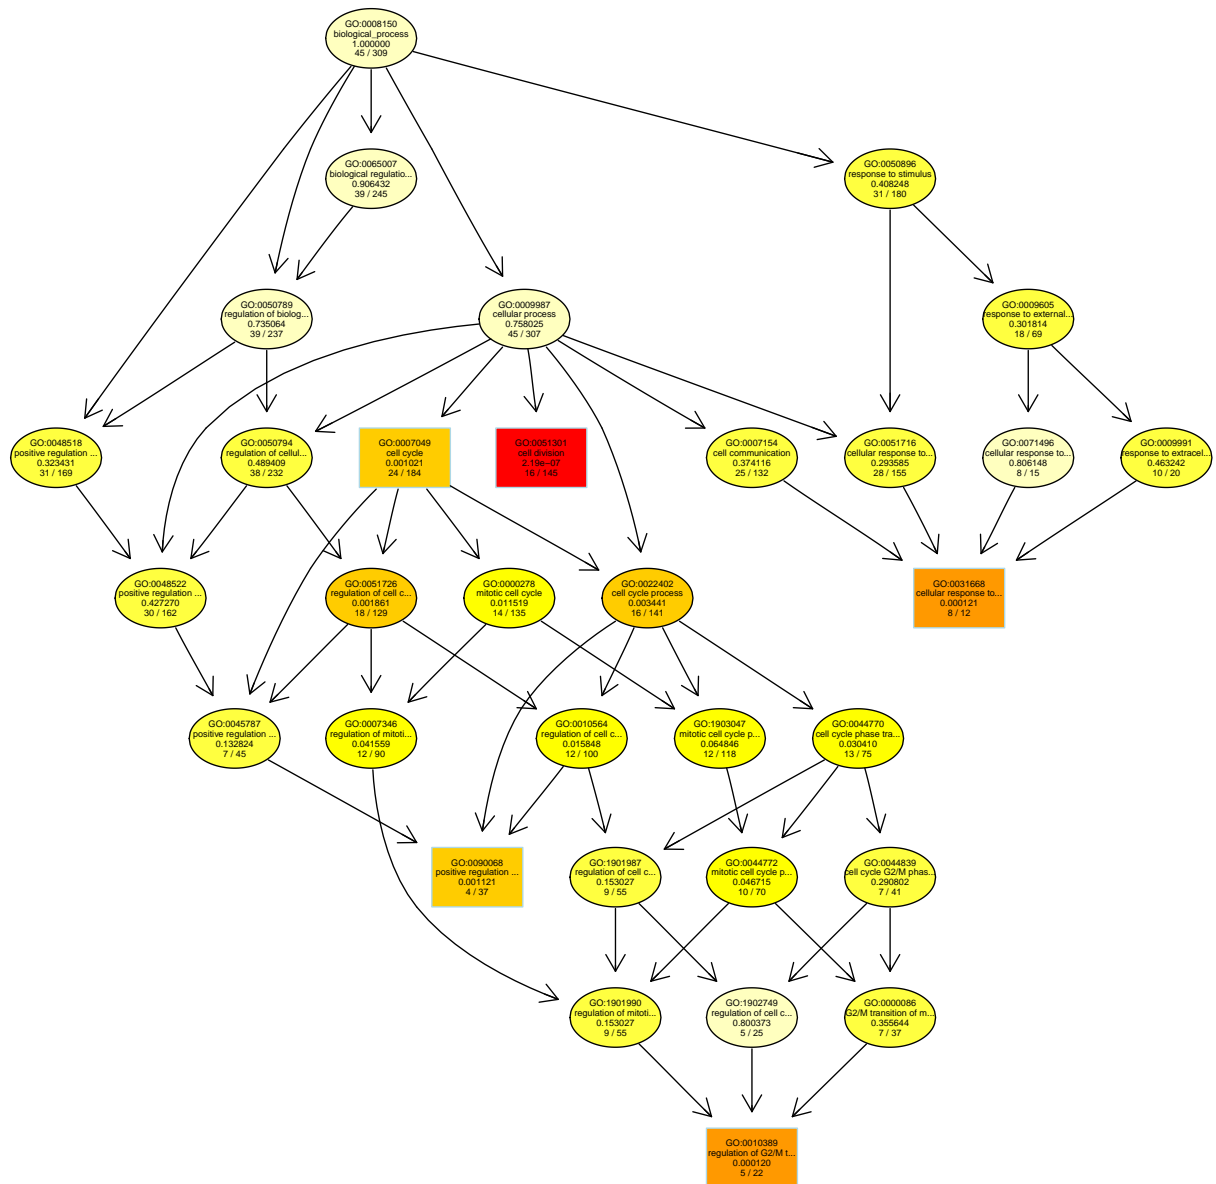 GO:0008150
biological_process
1.000000
45 / 309
GO:0065007
biological regulatio...
0.906432
39 / 245
GO:0050896
response to stimulus
0.408248
31 / 180
GO:0050789
regulation of biolog...
0.735064
39 / 237
GO:0009987
cellular process
0.758025
45 / 307
GO:0009605
response to external...
0.301814
18 / 69
GO:0048518
positive regulation ...
0.323431
31 / 169
GO:0050794
regulation of cellul...
0.489409
38 / 232
GO:0007049
cell cycle
0.001021
24 / 184
GO:0051301
cell division
2.19e−07
16 / 145
GO:0007154
cell communication
0.374116
25 / 132
GO:0051716
cellular response to...
0.293585
28 / 155
GO:0071496
cellular response to...
0.806148
8 / 15
GO:0009991
response to extracel...
0.463242
10 / 20
GO:0048522
positive regulation ...
0.427270
30 / 162
GO:0051726
regulation of cell c...
0.001861
18 / 129
GO:0000278
mitotic cell cycle
0.011519
14 / 135
GO:0022402
cell cycle process
0.003441
16 / 141
GO:0031668
cellular response to...
0.000121
8 / 12
GO:0045787
positive regulation ...
0.132824
7 / 45
GO:0007346
regulation of mitoti...
0.041559
12 / 90
GO:0010564
regulation of cell c...
0.015848
12 / 100
GO:1903047
mitotic cell cycle p...
0.064846
12 / 118
GO:0044770
cell cycle phase tra...
0.030410
13 / 75
GO:0090068
positive regulation ...
0.001121
4 / 37
GO:1901987
regulation of cell c...
0.153027
9 / 55
GO:0044772
mitotic cell cycle p...
0.046715
10 / 70
GO:0044839
cell cycle G2/M phas...
0.290802
7 / 41
GO:1901990
regulation of mitoti...
0.153027
9 / 55
GO:1902749
regulation of cell c...
0.800373
5 / 25
GO:0000086
G2/M transition of m...
0.355644
7 / 37
GO:0010389
regulation of G2/M t...
0.000120
5 / 22